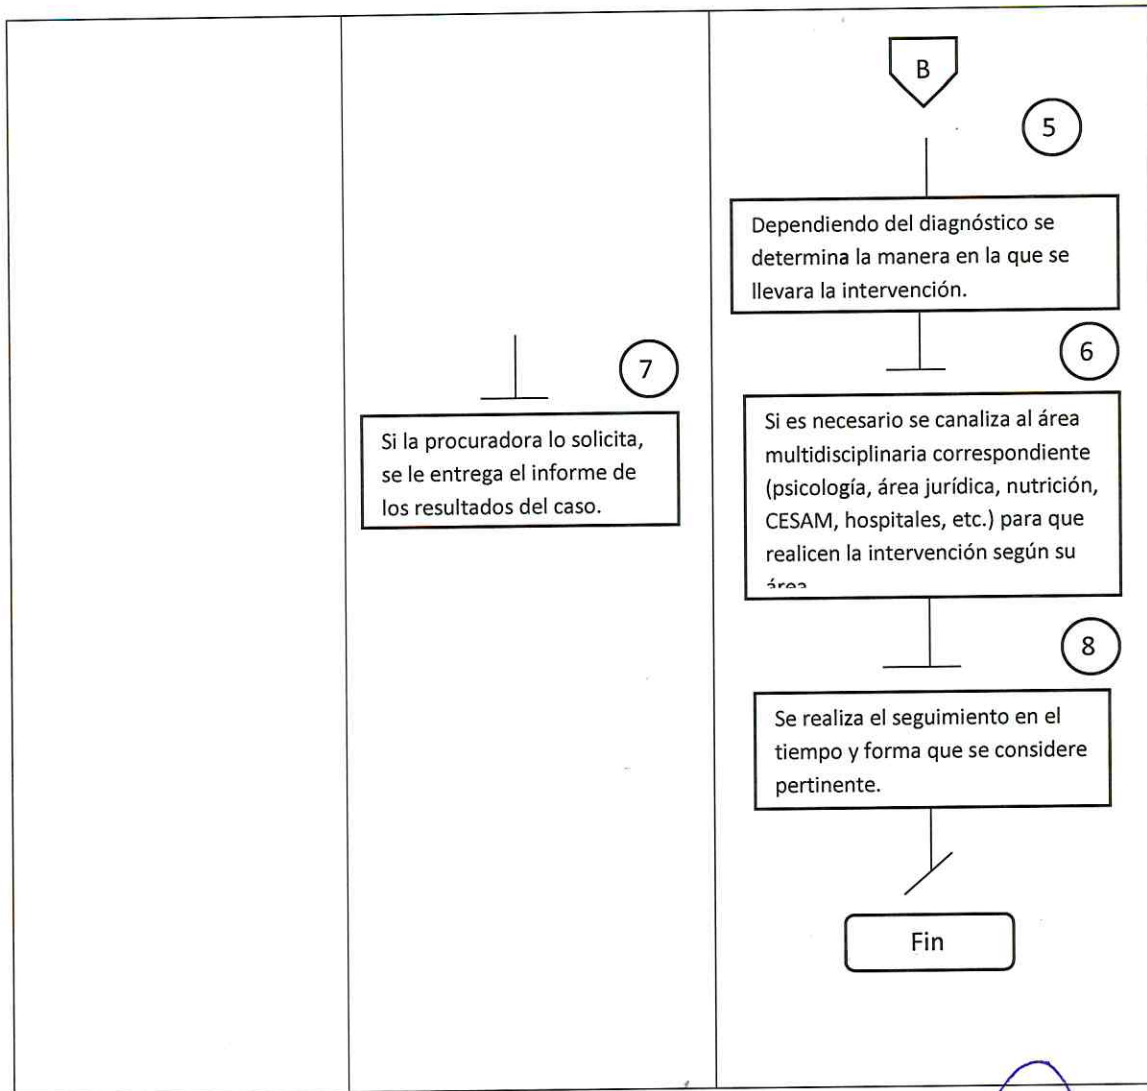 B
5
Dependiendo del diagnóstico se
determina la manera en la que se
llevara la intervención.
6
Si es necesario se canaliza al área
multidisciplinaria correspondiente
(psicología, área jurídica, nutrición,
CESAM, hospitales, etc.) para que
realicen la intervención según su
área
7
Si la procuradora lo solicita,
se le entrega el informe de
los resultados del caso.
8
Se realiza el seguimiento en el
tiempo y forma que se considere
pertinente.
Fin